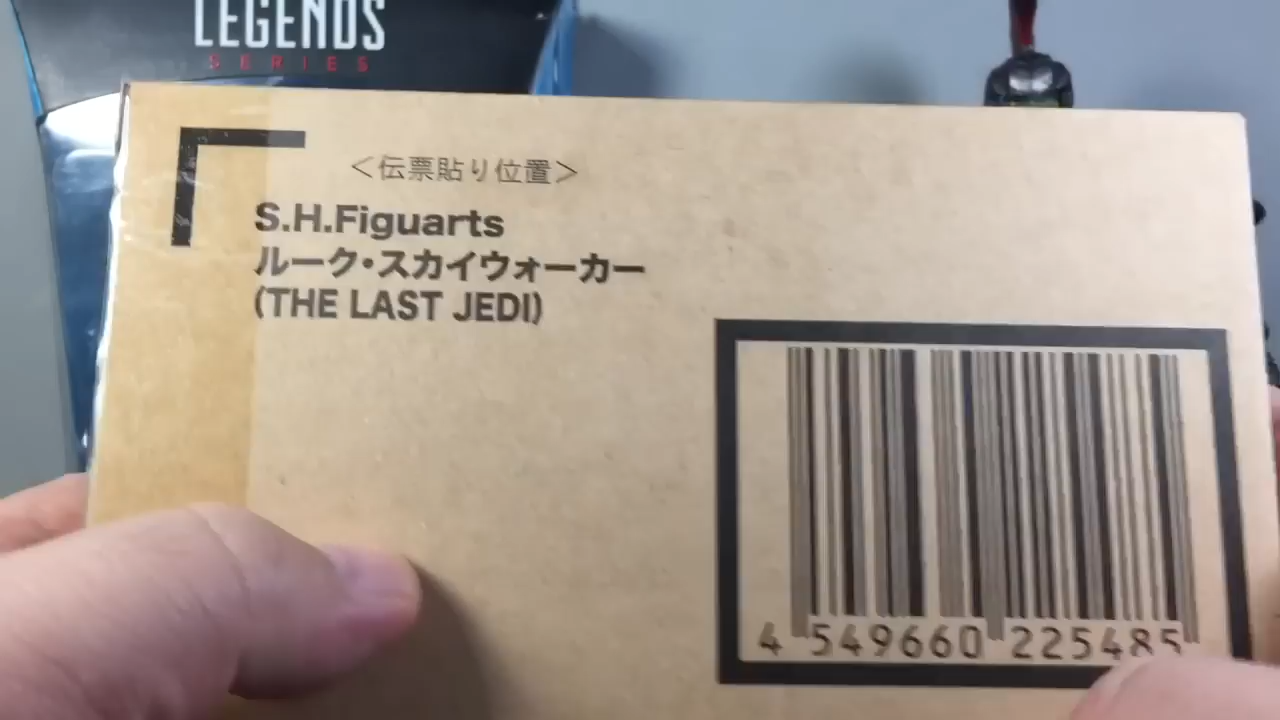 LEGENDS
SERIES
<伝票貼り位置>
S.H.Figuarts
ルーク・スカイウォーカー
(THE LAST JEDI)
4 549660 225485